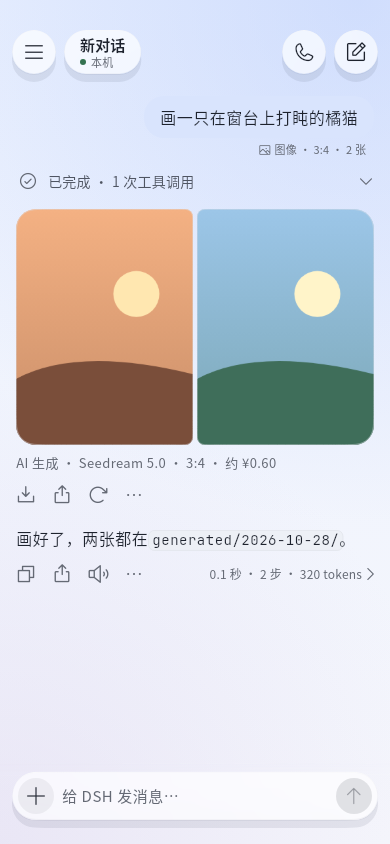 新对话
本机
画一只在窗台上打盹的橘猫
图像 · 3:4 · 2 张
已完成 · 1 次工具调用
AI 生成 · Seedream 5.0 · 3:4 · 约 ¥0.60
画好了，两张都在 generated/2026-10-28/。
0.1 秒 · 2 步 · 320 tokens
给 DSH 发消息…